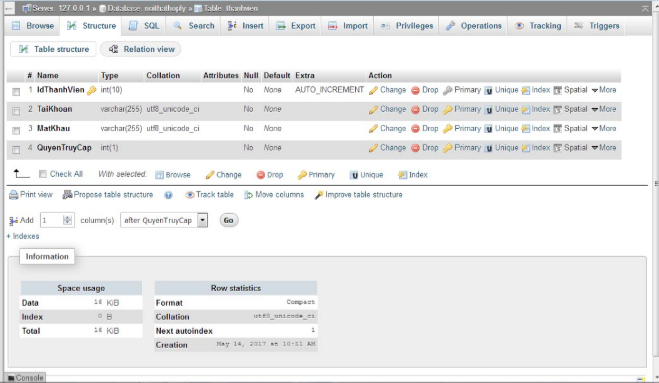 Server: 127.0.0.1 » Database: noithathoply » Table: thanhvien
Browse Structure SQL Search Insert Export Import Privileges Operations Tracking Triggers
Table structure Relation view
# Name Type Collation Attributes Null Default Extra Action
1 IdThanhVien int(10) No None AUTO_INCREMENT Change Drop Primary Unique Index Spatial More
2 TaiKhoan varchar(255) utf8_unicode_ci No None Change Drop Primary Unique Index Spatial More
3 MatKhau varchar(255) utf8_unicode_ci No None Change Drop Primary Unique Index Spatial More
4 QuyenTruyCap int(1) No None Change Drop Primary Unique Index Spatial More
Check All With selected: Browse Change Drop Primary Unique Index
Print view Propose table structure Track table Move columns Improve table structure
Add 1 column(s) after QuyenTruyCap Go
+ Indexes
Information
Space usage
Data 16 KiB
Index 0 B
Total 16 KiB
Row statistics
Format Compact
Collation utf8_unicode_ci
Next autoindex 1
Creation May 14, 2017 at 10:51 AM
Console